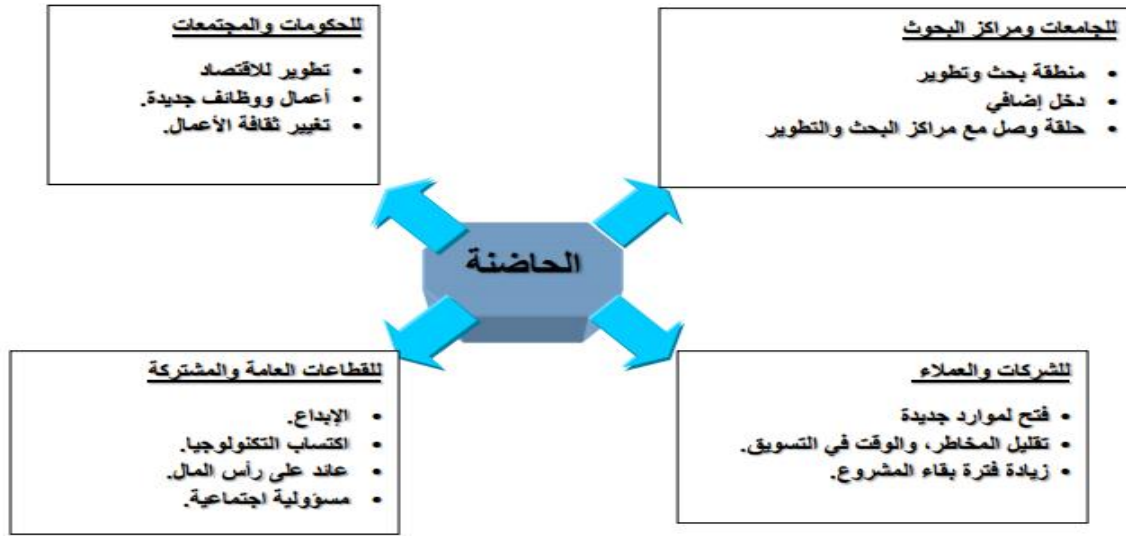 للجامعات ومراكز البحوث
• منطقة بحث وتطوير
• دخل إضافي
• حلقة وصل مع مراكز البحث والتطوير
للحكومات والمجتمعات
• تطوير للاقتصاد
• أعمال ووظائف جديدة.
• تغيير ثقافة الأعمال.
الحاضنة
للشركات والعملاء
• فتح لموارد جديدة
• تقليل المخاطر، والوقت في التسويق.
• زيادة فترة بقاء المشروع.
للقطاعات العامة والمشتركة
• الإبداع.
• اكتساب التكنولوجيا.
• عائد على رأس المال.
• مسؤولية اجتماعية.